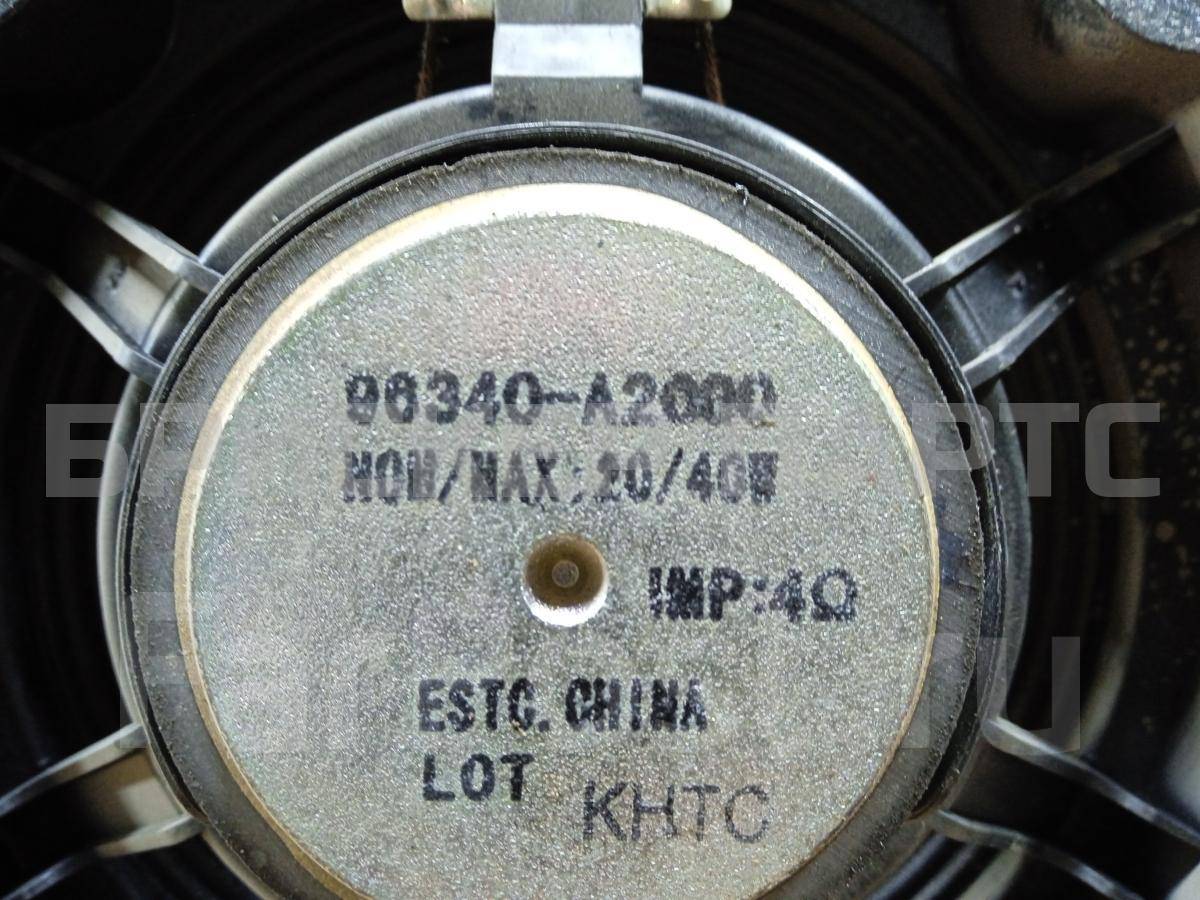 96340-A2000
NOM/MAX:20/40W
IMP:4Ω
ESTC.CHINA
LOT KHTC